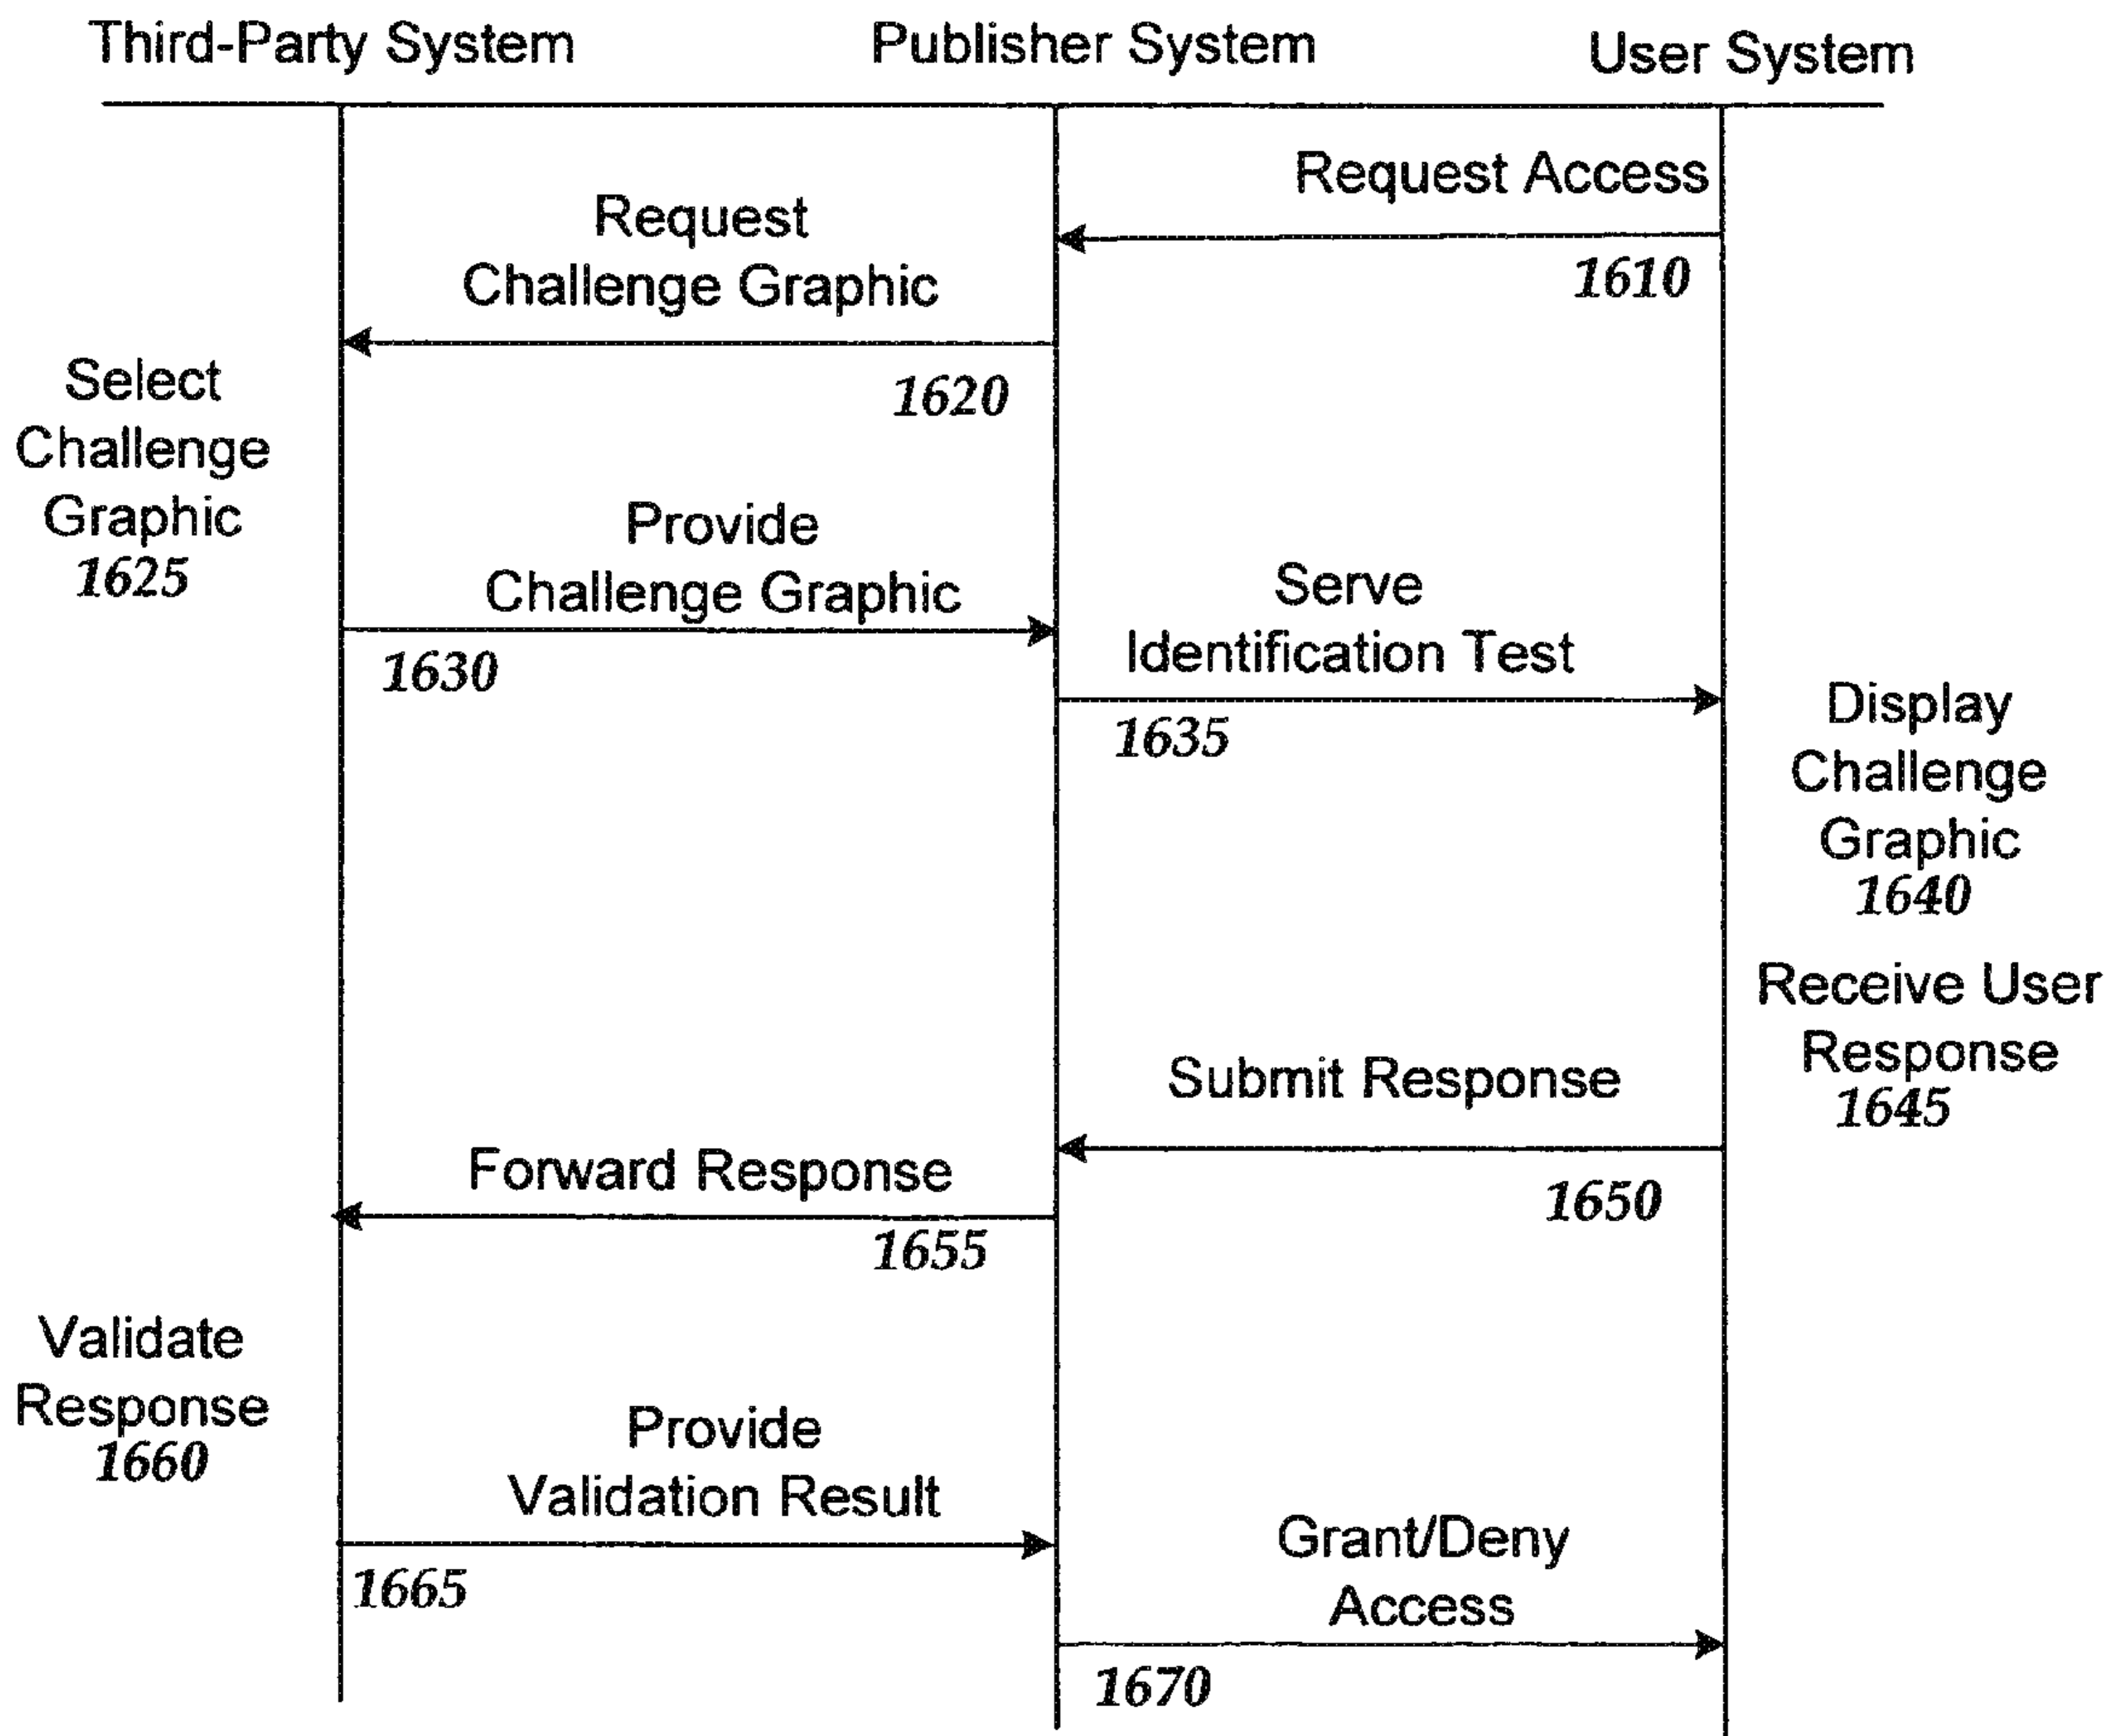 Third-Party System
Publisher System
User System
Request Access
1610
Request
Challenge Graphic
1620
Select
Challenge
Graphic
1625
Provide
Challenge Graphic
1630
Serve
Identification Test
1635
Display
Challenge
Graphic
1640
Receive User
Response
1645
Submit Response
1650
Forward Response
1655
Validate
Response
1660
Provide
Validation Result
1665
Grant/Deny
Access
1670